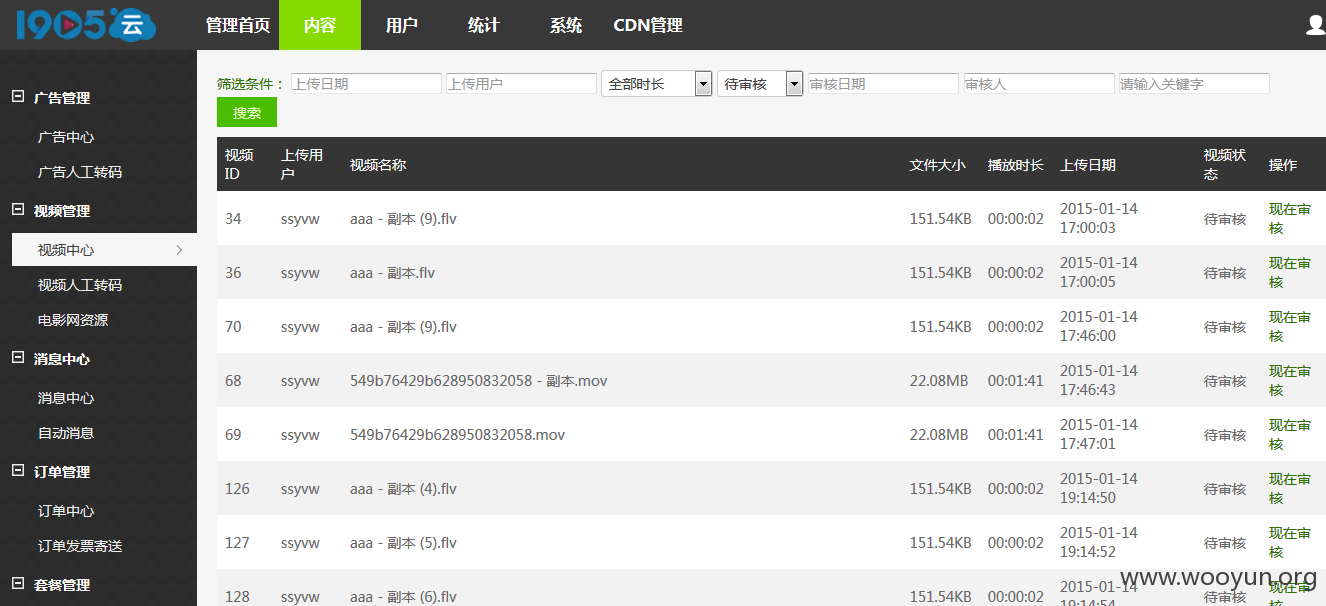 1905云 管理首页 内容 用户 统计 系统 CDN管理
广告管理
广告中心
广告人工转码
视频管理
视频中心
视频人工转码
电影网资源
消息中心
消息中心
自动消息
订单管理
订单中心
订单发票寄送
套餐管理
筛选条件： 上传日期 上传用户 全部时长 待审核 审核日期 审核人 请输入关键字
搜索
视频ID 上传用户 视频名称 文件大小 播放时长 上传日期 视频状态 操作
34 ssyvw aaa - 副本 (9).flv 151.54KB 00:00:02 2015-01-14 17:00:03 待审核 现在审核
36 ssyvw aaa - 副本.flv 151.54KB 00:00:02 2015-01-14 17:00:05 待审核 现在审核
70 ssyvw aaa - 副本 (9).flv 151.54KB 00:00:02 2015-01-14 17:46:00 待审核 现在审核
68 ssyvw 549b76429b628950832058 - 副本.mov 22.08MB 00:01:41 2015-01-14 17:46:43 待审核 现在审核
69 ssyvw 549b76429b628950832058.mov 22.08MB 00:01:41 2015-01-14 17:47:01 待审核 现在审核
126 ssyvw aaa - 副本 (4).flv 151.54KB 00:00:02 2015-01-14 19:14:50 待审核 现在审核
127 ssyvw aaa - 副本 (5).flv 151.54KB 00:00:02 2015-01-14 19:14:52 待审核 现在审核
128 ssyvw aaa - 副本 (6).flv 151.54KB 00:00:02 2015-01-14 19:14:54 待审核 现在审核
www.wooyun.org